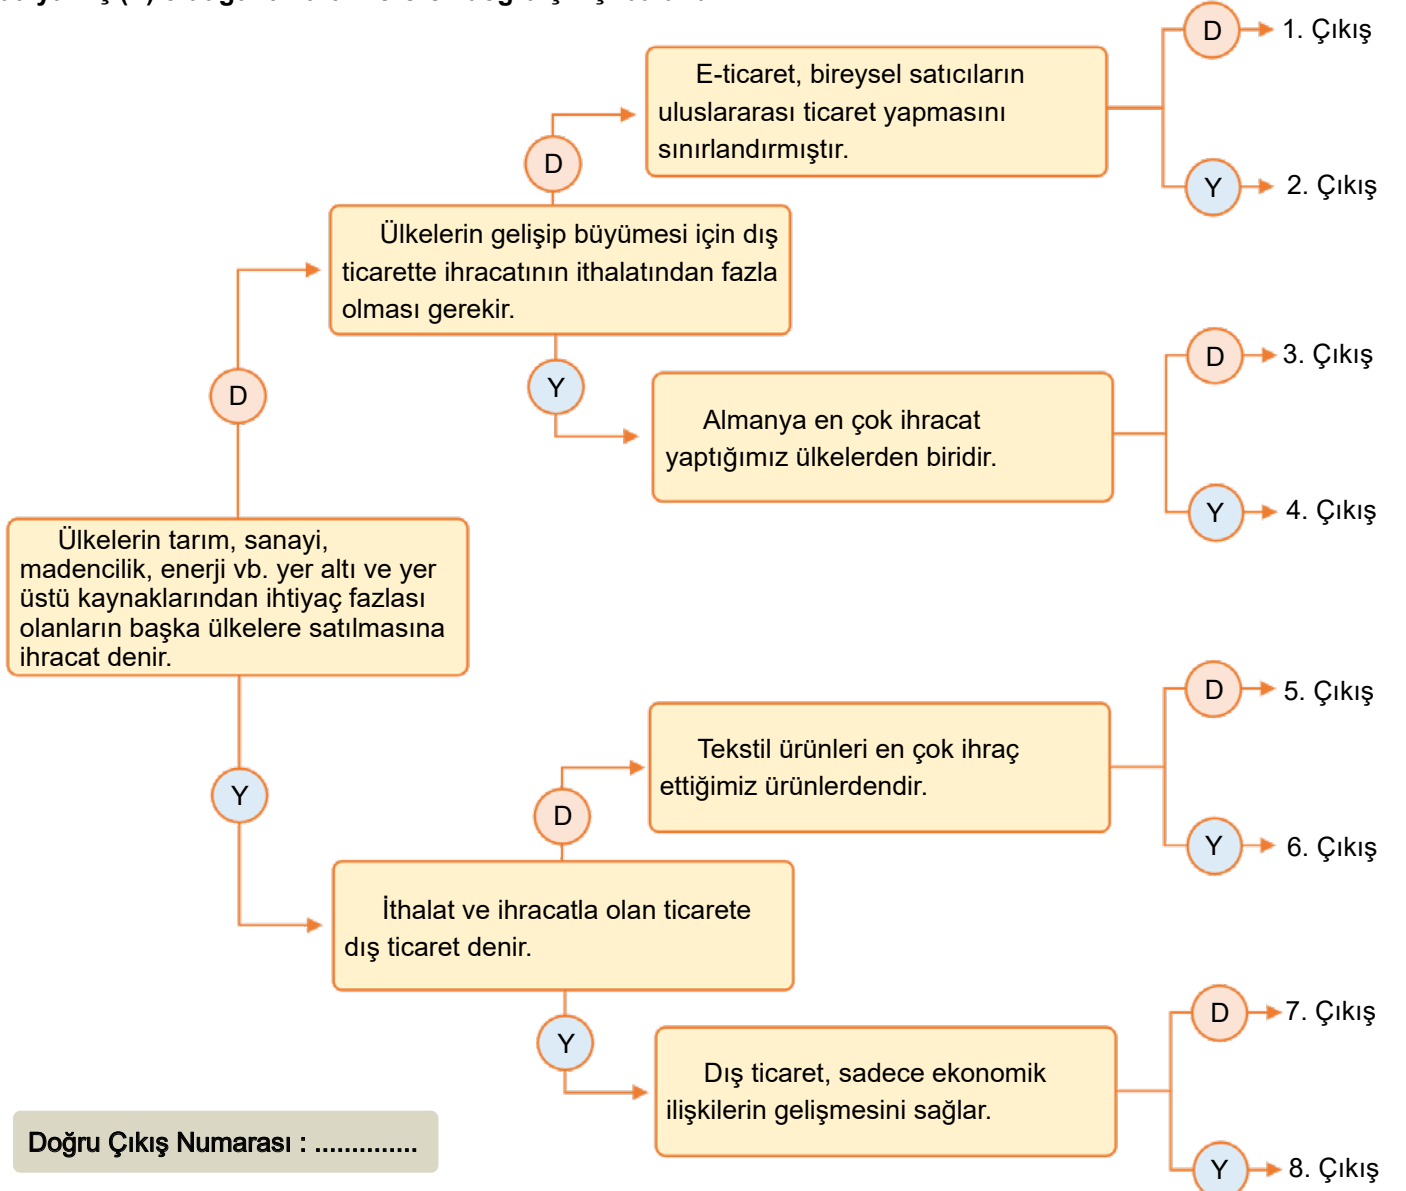 D
1. Çıkış
E-ticaret, bireysel satıcıların
uluslararası ticaret yapmasını
sınırlandırmıştır.
D
Y
2. Çıkış
Ülkelerin gelişip büyümesi için dış
ticarette ihracatının ithalatından fazla
olması gerekir.
D
3. Çıkış
Y
D
Almanya en çok ihracat
yaptığımız ülkelerden biridir.
Y
4. Çıkış
Ülkelerin tarım, sanayi,
madencilik, enerji vb. yer altı ve yer
üstü kaynaklarından ihtiyaç fazlası
olanların başka ülkelere satılmasına
ihracat denir.
D
5. Çıkış
Tekstil ürünleri en çok ihraç
ettiğimiz ürünlerdendir.
Y
D
Y
6. Çıkış
İthalat ve ihracatla olan ticarete
dış ticaret denir.
D
7. Çıkış
Y
Dış ticaret, sadece ekonomik
ilişkilerin gelişmesini sağlar.
Doğru Çıkış Numarası : ..............
Y
8. Çıkış